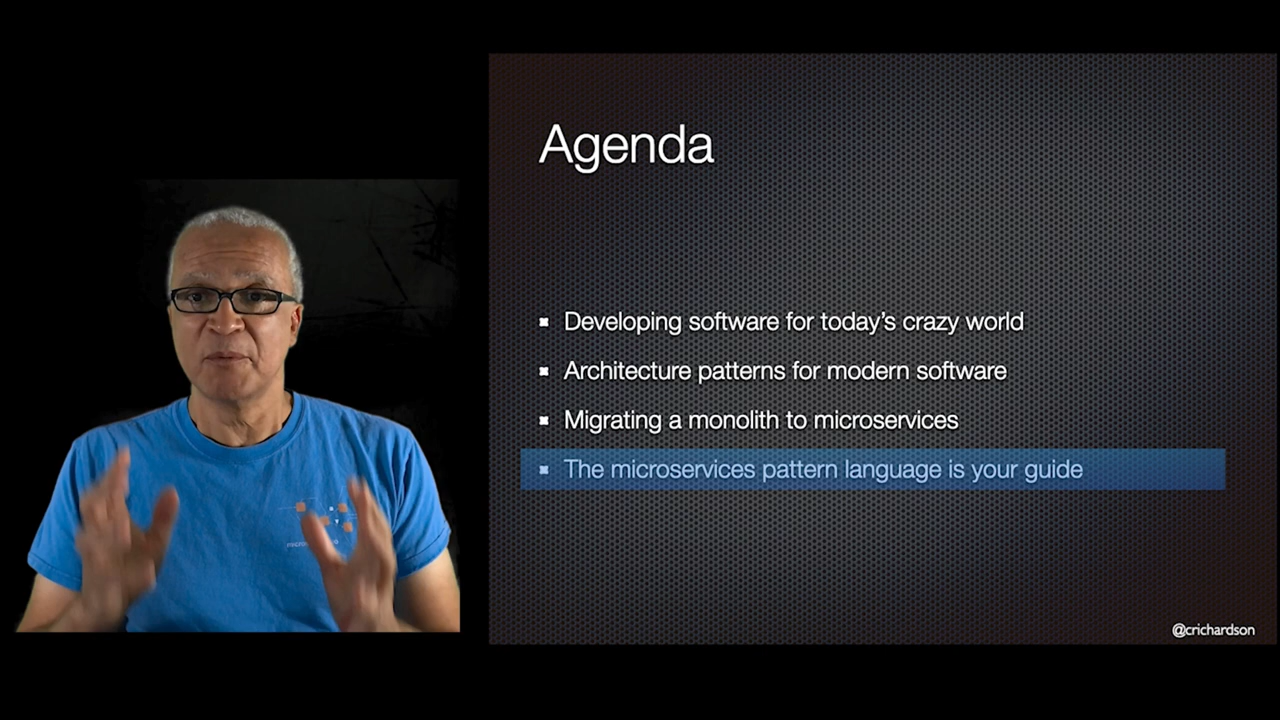 Agenda
Developing software for today's crazy world
Architecture patterns for modern software
Migrating a monolith to microservices
The microservices pattern language is your guide
@crichardson